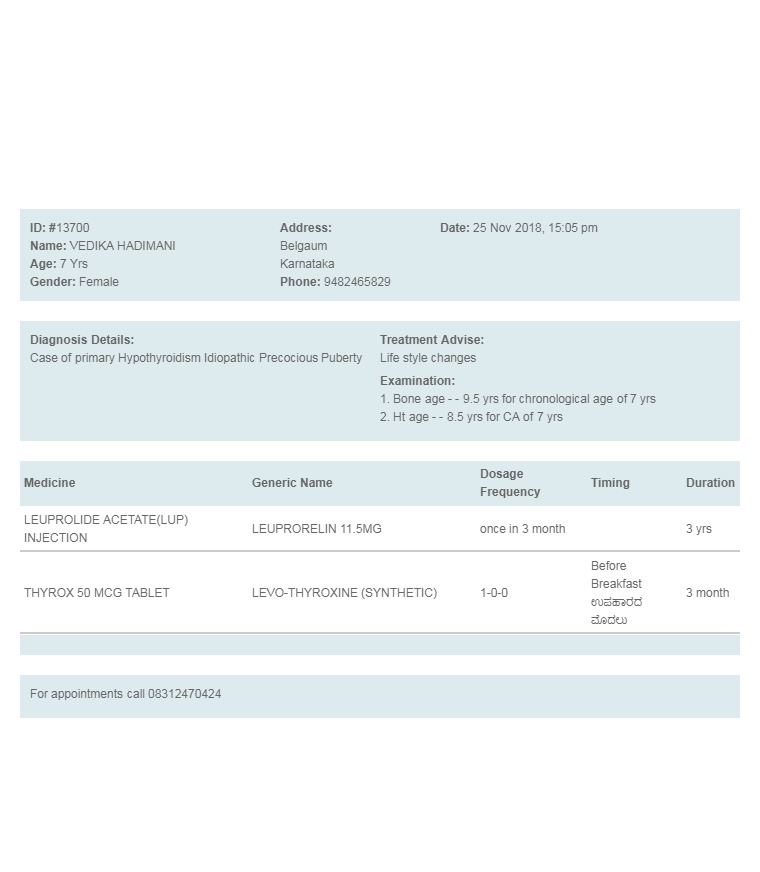 ID: #13700
Name: VEDIKA HADIMANI
Age: 7 Yrs
Gender: Female
Address:
Belgaum
Karnataka
Phone: 9482465829
Date: 25 Nov 2018, 15:05 pm
Diagnosis Details:
Case of primary Hypothyroidism Idiopathic Precocious Puberty
Treatment Advise:
Life style changes
Examination:
1. Bone age - - 9.5 yrs for chronological age of 7 yrs
2. Ht age - - 8.5 yrs for CA of 7 yrs
Medicine Generic Name Dosage Frequency Timing Duration
LEUPROLIDE ACETATE(LUP)
INJECTION
LEUPRORELIN 11.5MG
once in 3 month
3 yrs
THYROX 50 MCG TABLET
LEVO-THYROXINE (SYNTHETIC)
1-0-0
Before
Breakfast
ಉಪಹಾರದ
ಮೊದಲು
3 month
For appointments call 08312470424